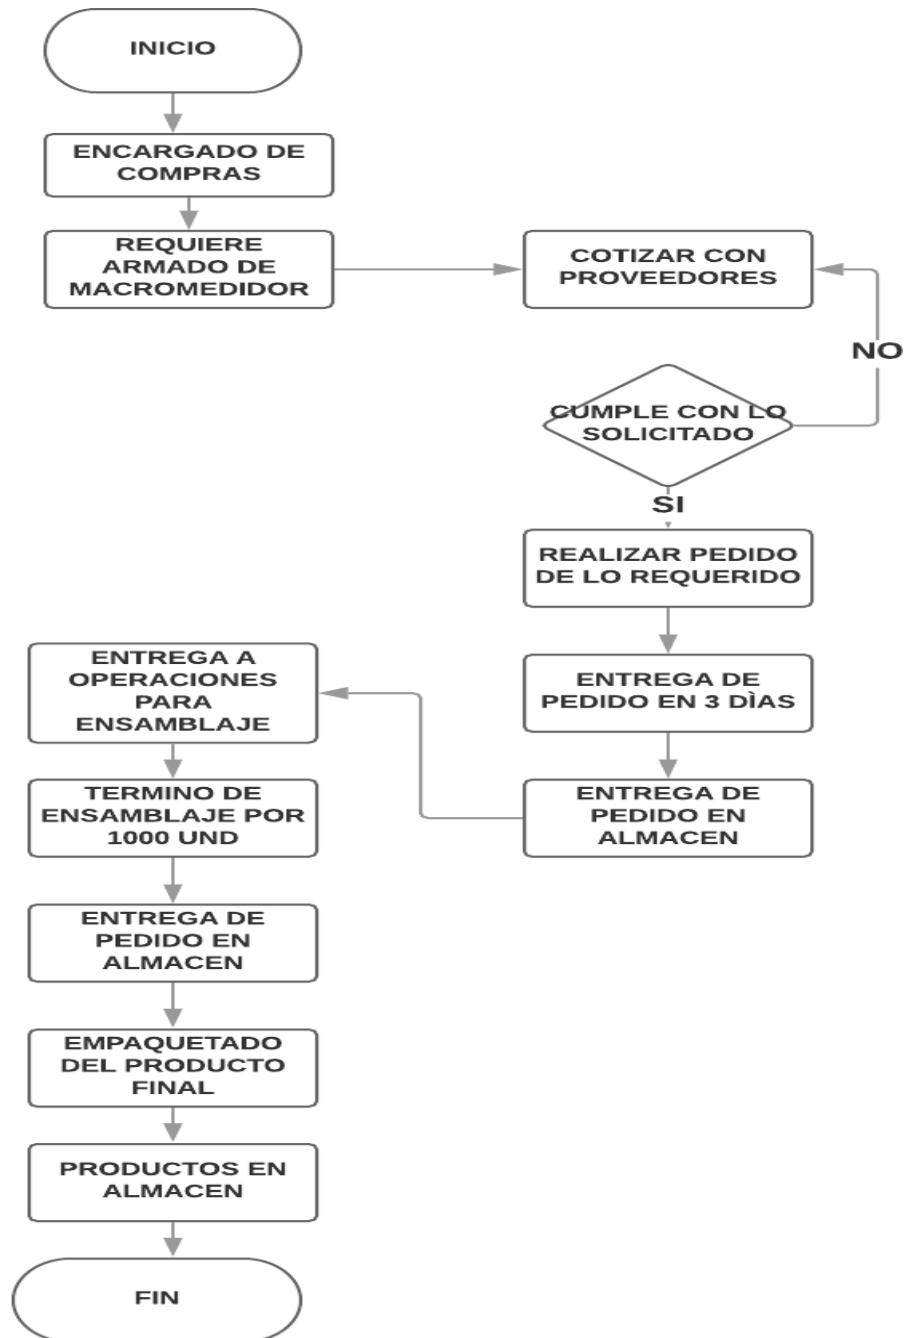 INICIO
ENCARGADO DE
COMPRAS
REQUIERE
ARMADO DE
MACROMEDIDOR
COTIZAR CON
PROVEEDORES
NO
CUMPLE CON LO
SOLICITADO
SI
REALIZAR PEDIDO
DE LO REQUERIDO
ENTREGA DE
PEDIDO EN 3 DÌAS
ENTREGA DE
PEDIDO EN
ALMACEN
ENTREGA A
OPERACIONES
PARA
ENSAMBLAJE
TERMINO DE
ENSAMBLAJE POR
1000 UND
ENTREGA DE
PEDIDO EN
ALMACEN
EMPAQUETADO
DEL PRODUCTO
FINAL
PRODUCTOS EN
ALMACEN
FIN